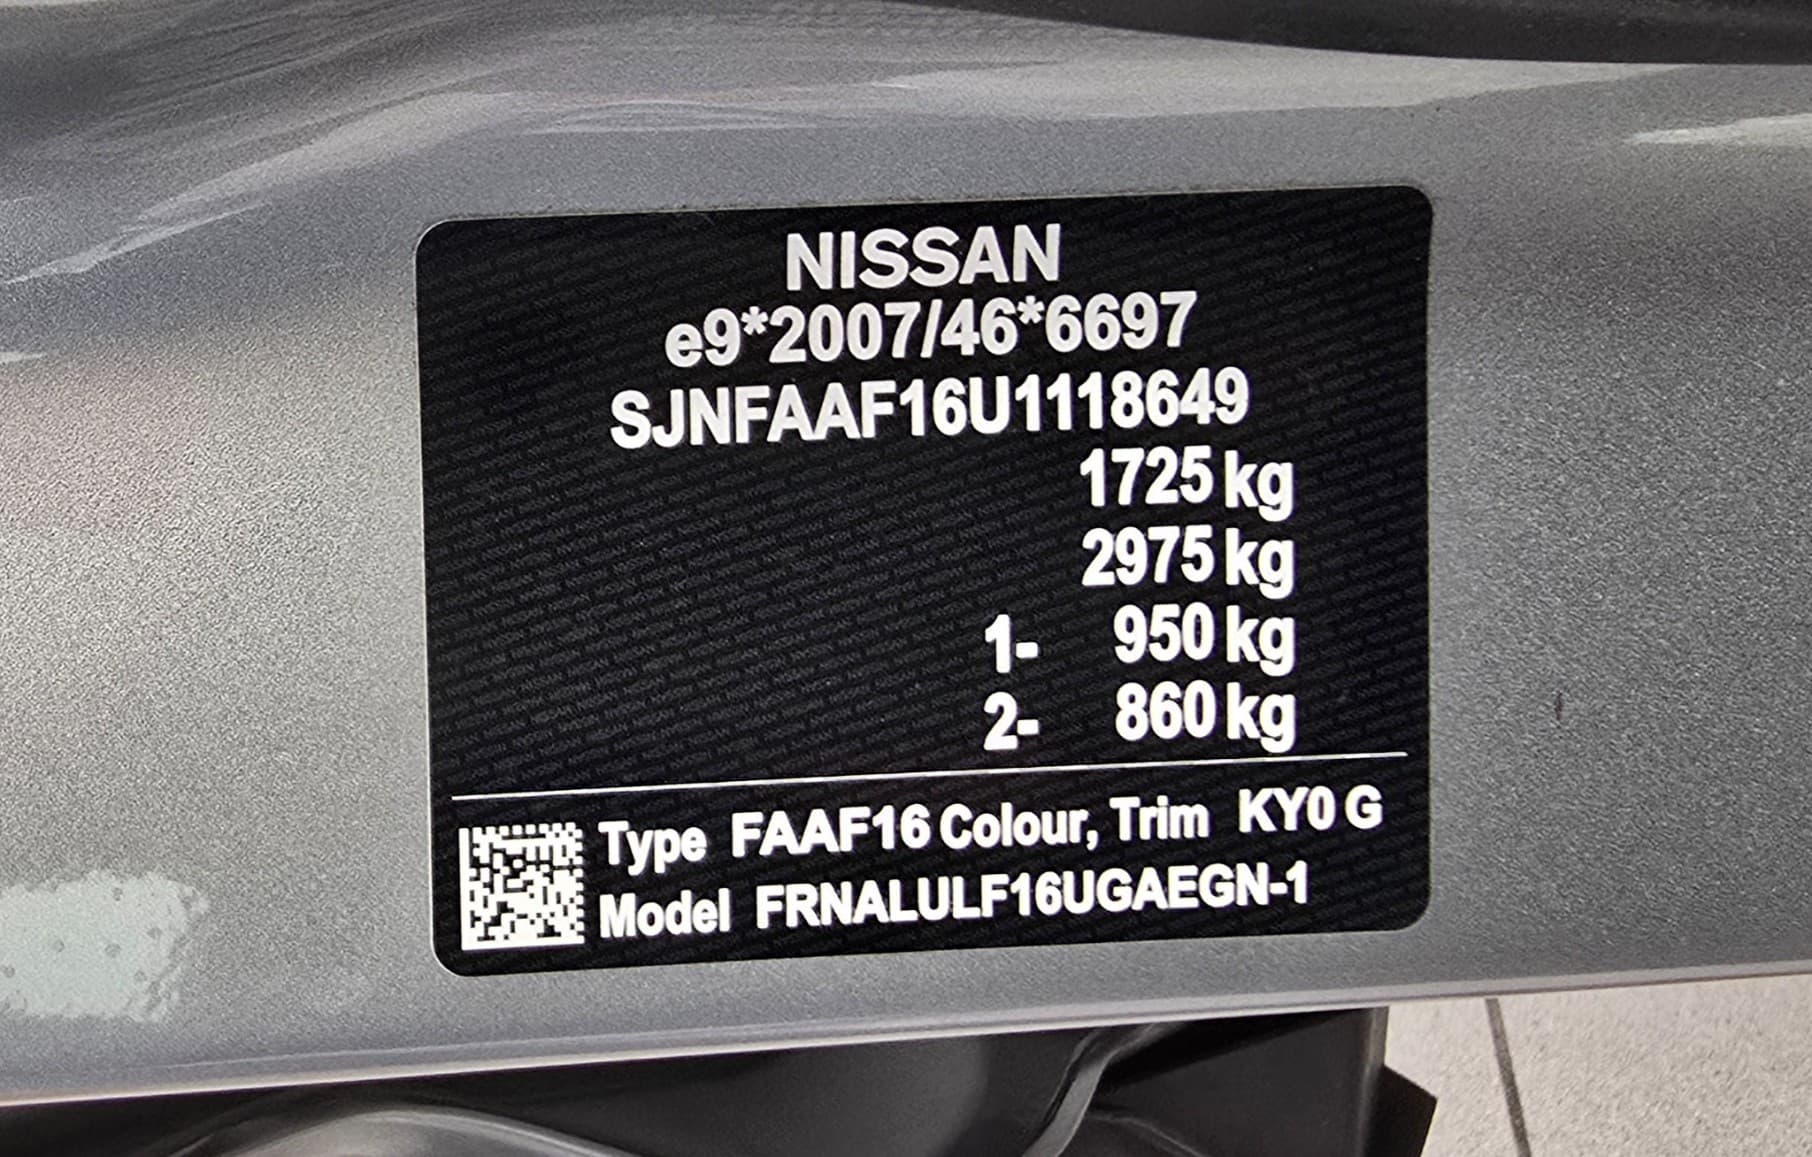 NISSAN
e9*2007/46*6697
SJNFAAF16U1118649
1725 kg
2975 kg
1- 950 kg
2- 860 kg
Type FAAF16 Colour, Trim KY0 G
Model FRNALULF16UGAEGN-1